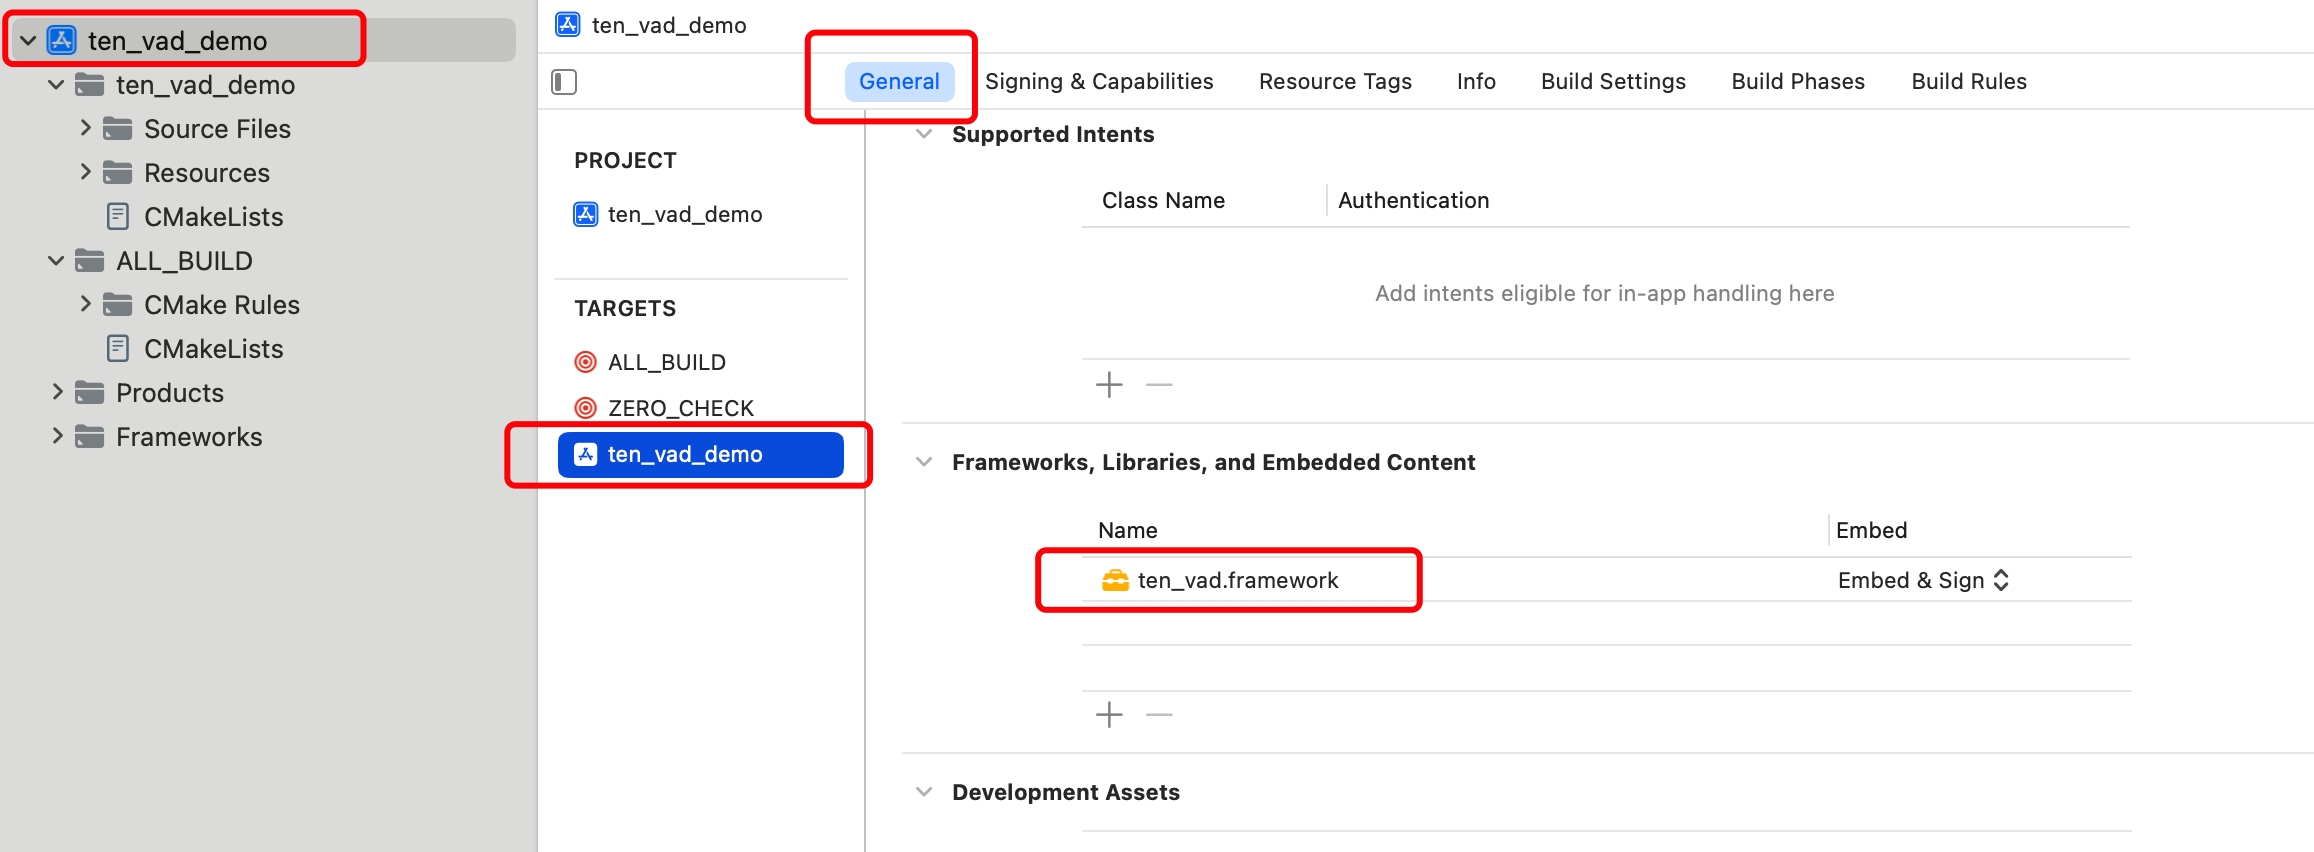 ten_vad_demo
ten_vad_demo
Source Files
Resources
CMakeLists
ALL_BUILD
CMake Rules
CMakeLists
Products
Frameworks
ten_vad_demo
General Signing & Capabilities Resource Tags Info Build Settings Build Phases Build Rules
PROJECT
ten_vad_demo
TARGETS
ALL_BUILD
ZERO_CHECK
ten_vad_demo
Supported Intents
Class Name Authentication
Add intents eligible for in-app handling here
Frameworks, Libraries, and Embedded Content
Name Embed
ten_vad.framework Embed & Sign
Development Assets